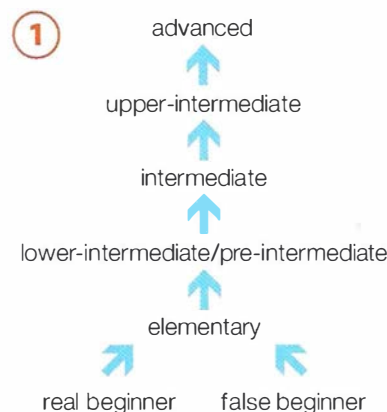 1
advanced
upper-intermediate
intermediate
lower-intermediate/pre-intermediate
elementary
real beginner false beginner